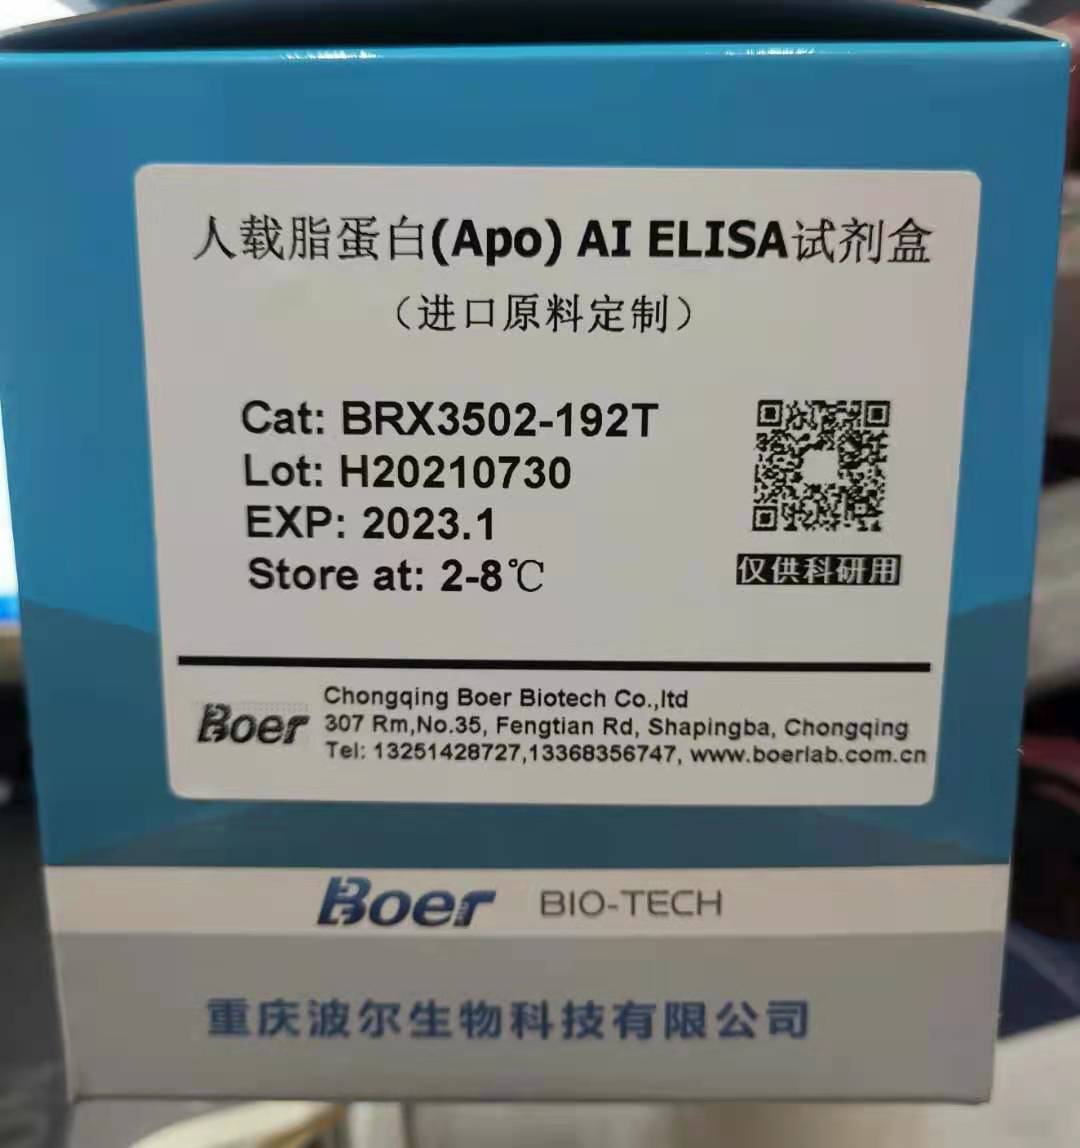 人载脂蛋白(Apo) AI ELISA试剂盒
（进口原料定制）
Cat: BRX3502-192T
Lot: H20210730
EXP: 2023.1
Store at: 2-8℃
仅供科研用
Boer
Chongqing Boer Biotech Co.,ltd
307 Rm,No.35, Fengtian Rd, Shapingba, Chongqing
Tel: 13251428727,13368356747, www.boerlab.com.cn
Boer BIO-TECH
重庆波尔生物科技有限公司